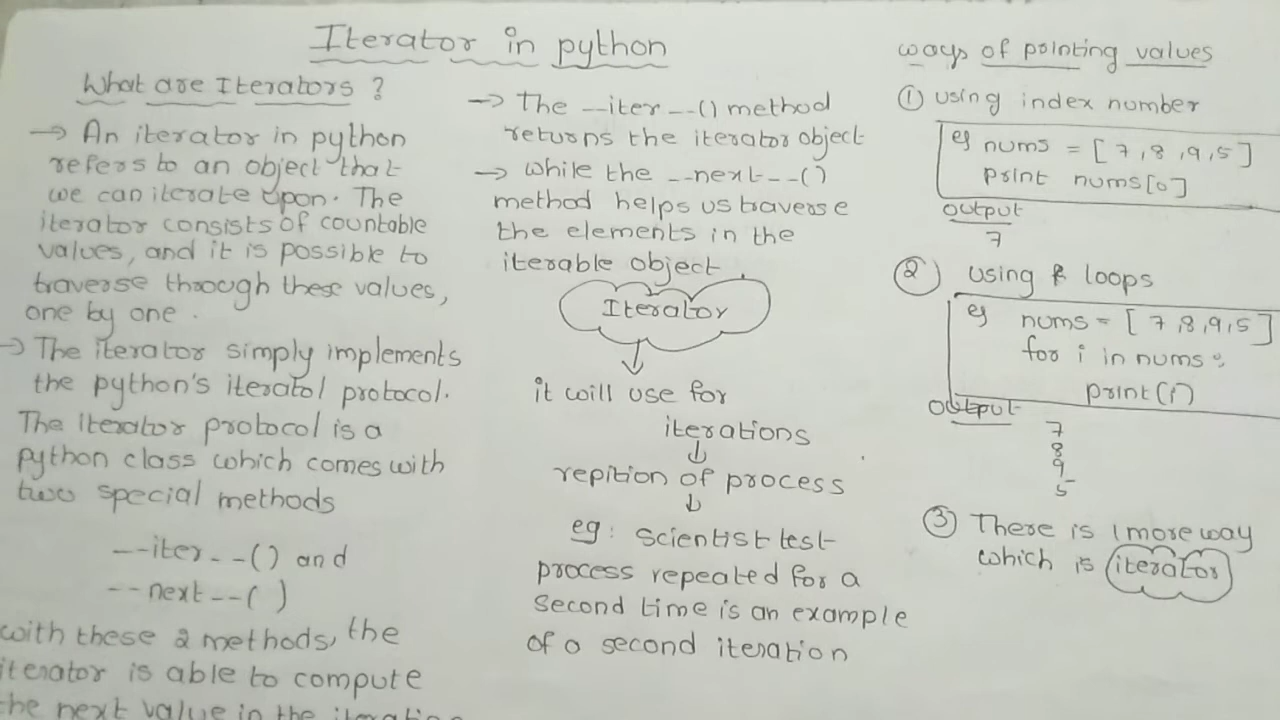 Iterator in python
What are Iterators ?
→ An iterator in python
refers to an object that
we can iterate upon. The
iterator consists of countable
values, and it is possible to
traverse through these values,
one by one .
→ The iterator simply implements
the python's iterator protocol.
The iterator protocol is a
python class which comes with
two special methods
--iter--() and
--next--( )
with these 2 methods, the
iterator is able to compute
the next value in the iteration
→ The --iter--() method
returns the iterator object
→ while the --next--()
method helps us traverse
the elements in the
iterable object.
Iterator
it will use for
iterations
↓
repition of process
↓
eg: scientist test
process repeated for a
second time is an example
of a second iteration
ways of printing values
① using index number
eg nums = [ 7,8,9,5]
print nums[0]
output
7
② using loops
eg nums = [ 7,8,9,5]
for i in nums:
print(i)
output
7
8
9
5
③ There is 1 more way
which is iterator